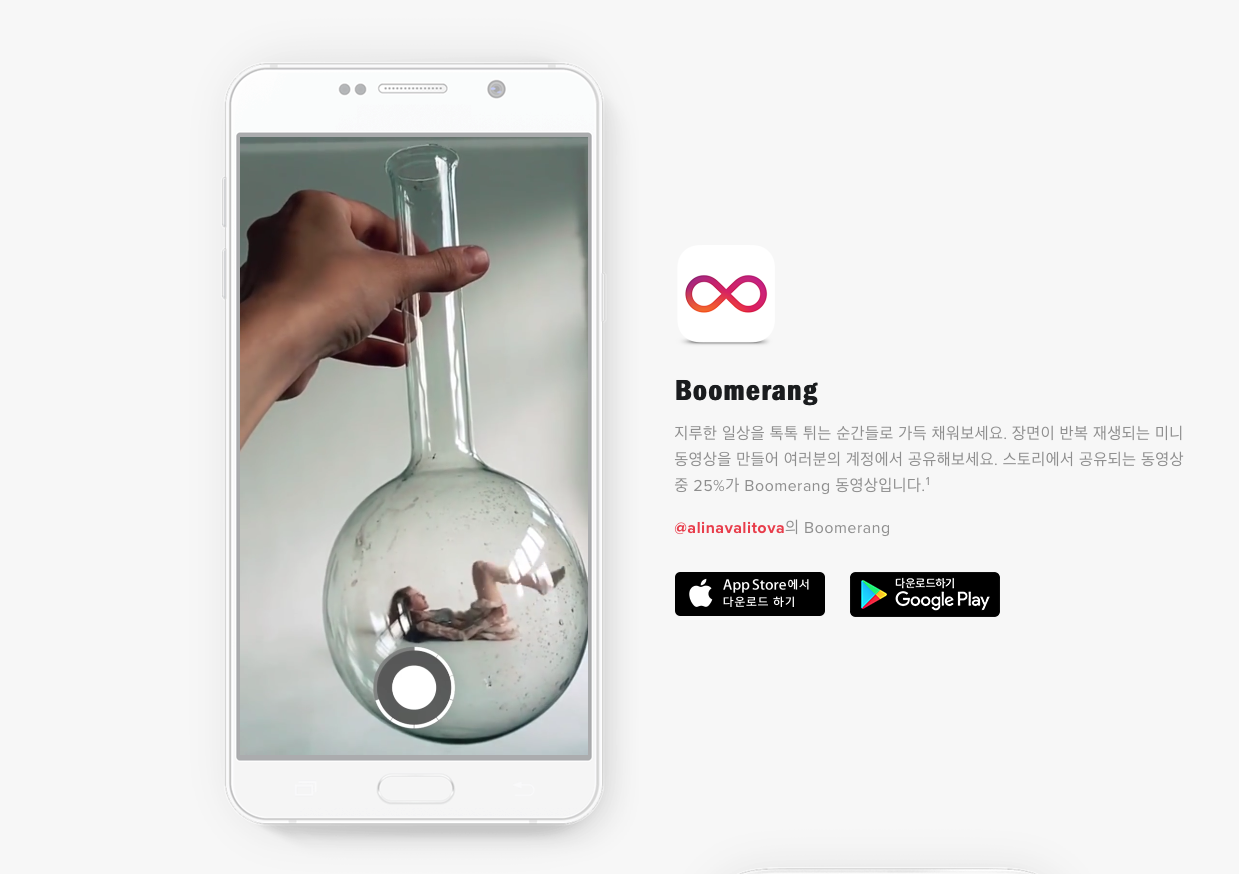 Boomerang
지루한 일상을 톡톡 튀는 순간들로 가득 채워보세요. 장면이 반복 재생되는 미니
동영상을 만들어 여러분의 계정에서 공유해보세요. 스토리에서 공유되는 동영상
중 25%가 Boomerang 동영상입니다.¹
@alinavalitova의 Boomerang
App Store에서
다운로드 하기
다운로드하기
Google Play